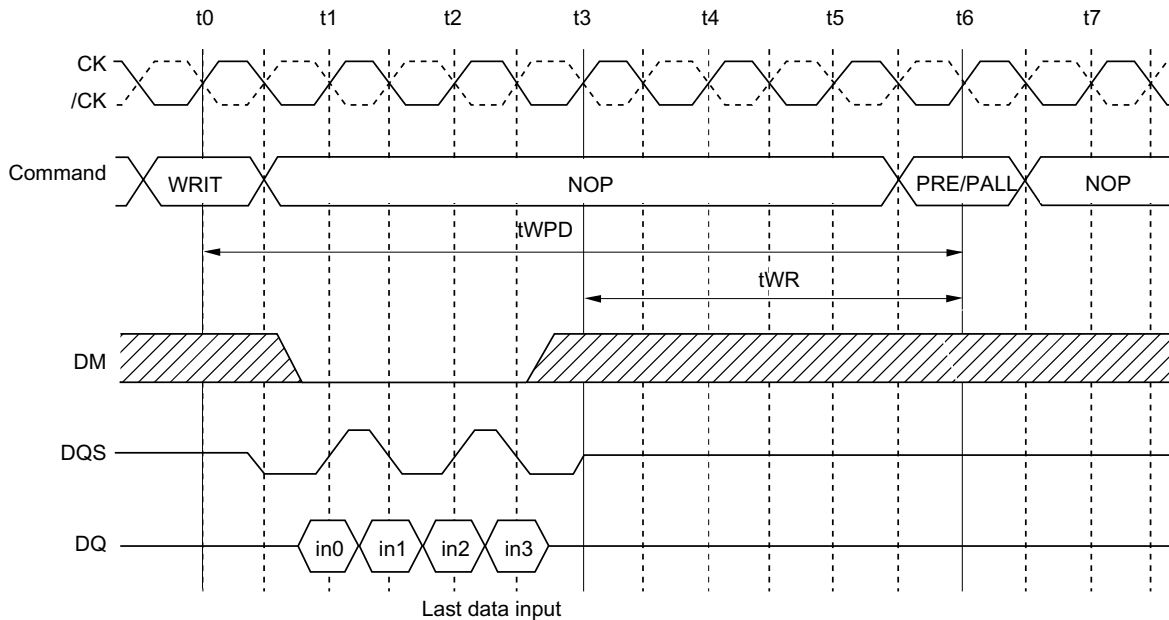 t0 t1 t2 t3 t4 t5 t6 t7
CK
/CK
Command WRIT NOP PRE/PALL NOP
tWPD
tWR
DM
DQS
DQ in0 in1 in2 in3
Last data input